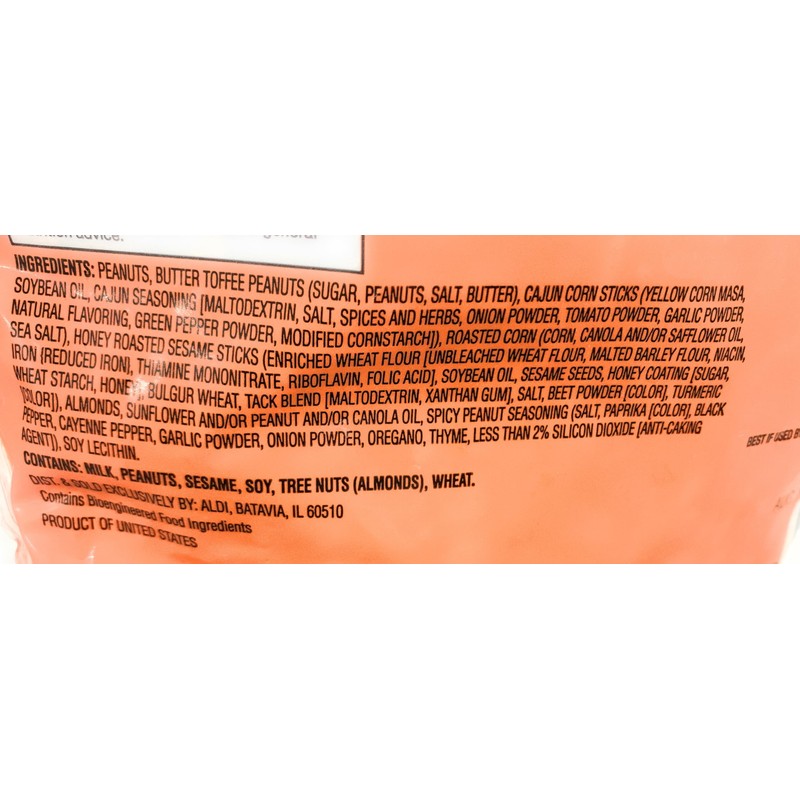 advice.
general
INGREDIENTS: PEANUTS, BUTTER TOFFEE PEANUTS (SUGAR, PEANUTS, SALT, BUTTER), CAJUN CORN STICKS (YELLOW CORN MASA,
SOYBEAN OIL, CAJUN SEASONING [MALTODEXTRIN, SALT, SPICES AND HERBS, ONION POWDER, TOMATO POWDER, GARLIC POWDER,
NATURAL FLAVORING, GREEN PEPPER POWDER, MODIFIED CORNSTARCH]), ROASTED CORN (CORN, CANOLA AND/OR SAFFLOWER OIL,
SEA SALT), HONEY ROASTED SESAME STICKS (ENRICHED WHEAT FLOUR [UNBLEACHED WHEAT FLOUR, MALTED BARLEY FLOUR, NIACIN,
IRON {REDUCED IRON}, THIAMINE MONONITRATE, RIBOFLAVIN, FOLIC ACID], SOYBEAN OIL, SESAME SEEDS, HONEY COATING [SUGAR,
WHEAT STARCH, HONEY], BULGUR WHEAT, TACK BLEND [MALTODEXTRIN, XANTHAN GUM], SALT, BEET POWDER [COLOR], TURMERIC
[COLOR]), ALMONDS, SUNFLOWER AND/OR PEANUT AND/OR CANOLA OIL, SPICY PEANUT SEASONING (SALT, PAPRIKA [COLOR], BLACK
PEPPER, CAYENNE PEPPER, GARLIC POWDER, ONION POWDER, OREGANO, THYME, LESS THAN 2% SILICON DIOXIDE [ANTI-CAKING
AGENT]), SOY LECITHIN.
CONTAINS: MILK, PEANUTS, SESAME, SOY, TREE NUTS (ALMONDS), WHEAT.
DIST. & SOLD EXCLUSIVELY BY: ALDI, BATAVIA, IL 60510
Contains Bioengineered Food Ingredients
PRODUCT OF UNITED STATES
BEST IF USED